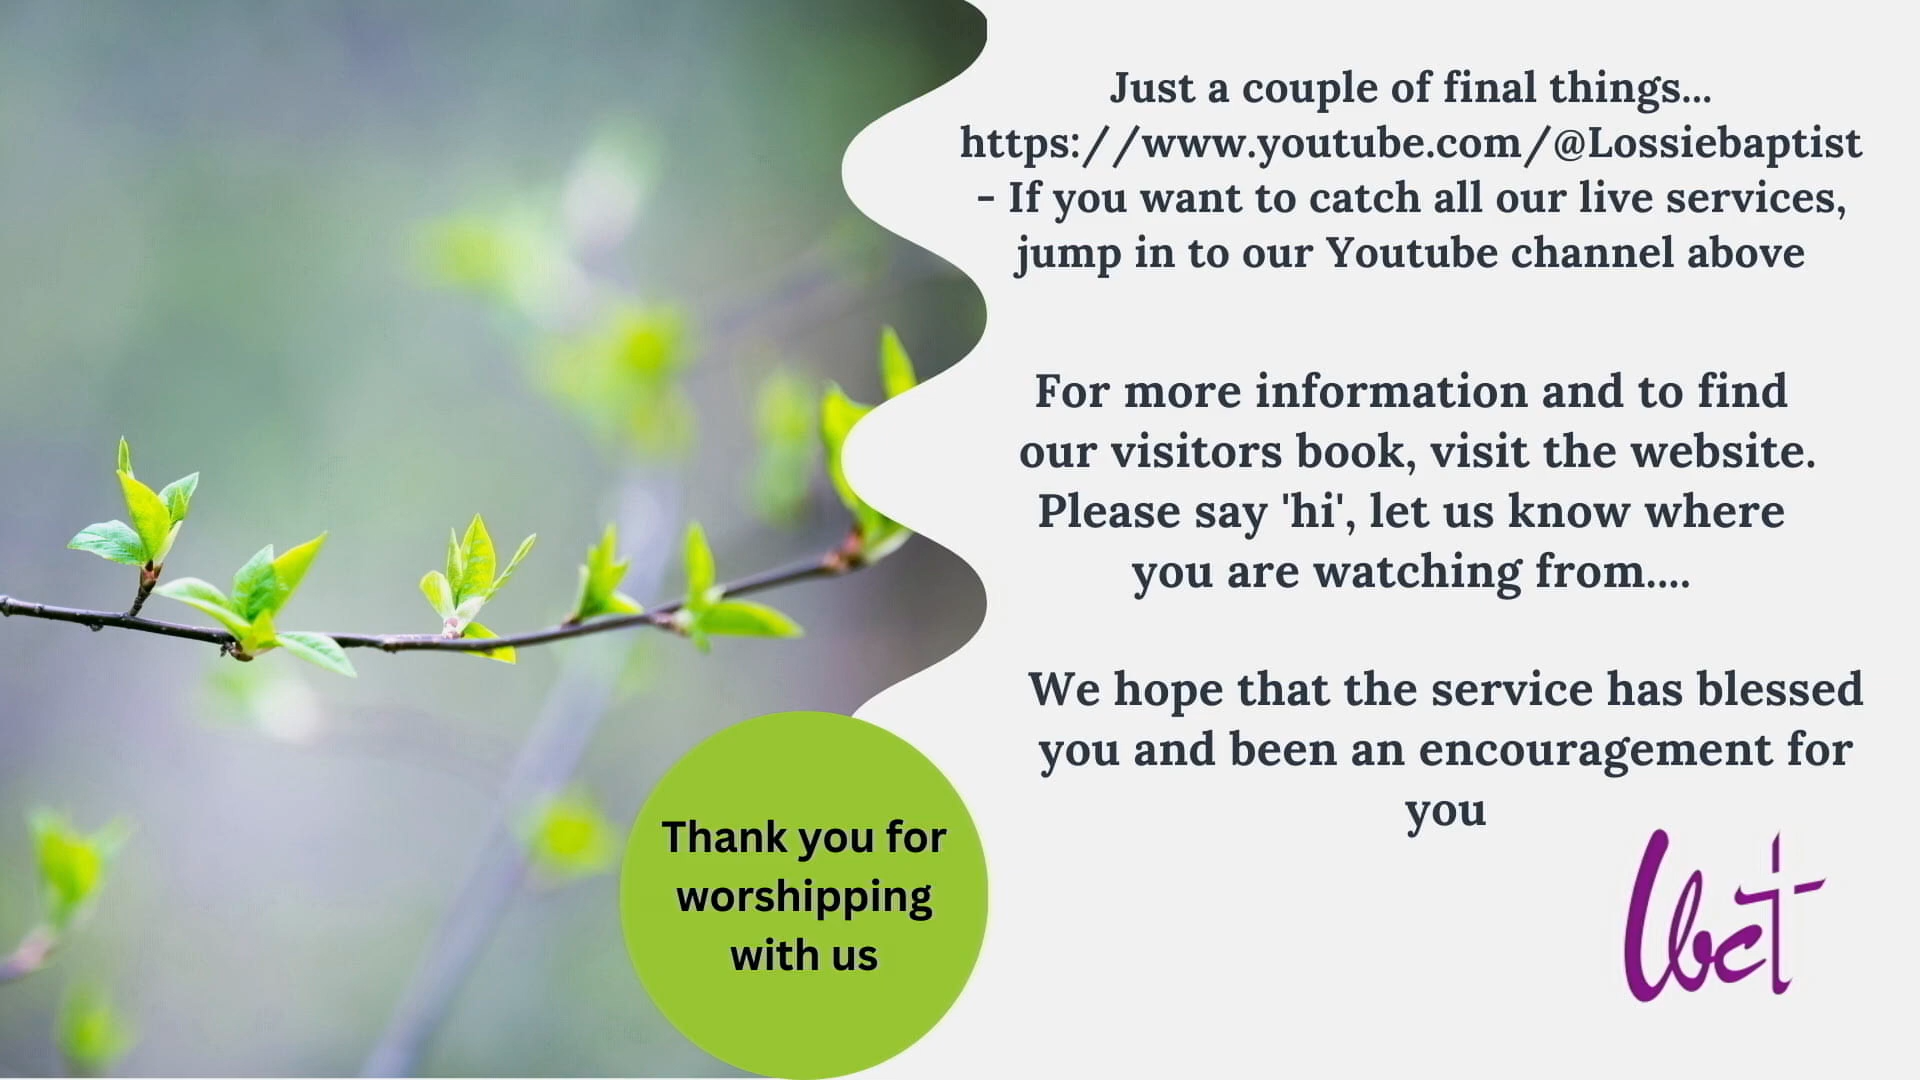 Just a couple of final things...
https://www.youtube.com/@Lossiebaptist
- If you want to catch all our live services,
jump in to our Youtube channel above
For more information and to find
our visitors book, visit the website.
Please say 'hi', let us know where
you are watching from....
We hope that the service has blessed
you and been an encouragement for
you
Thank you for
worshipping
with us
lbc